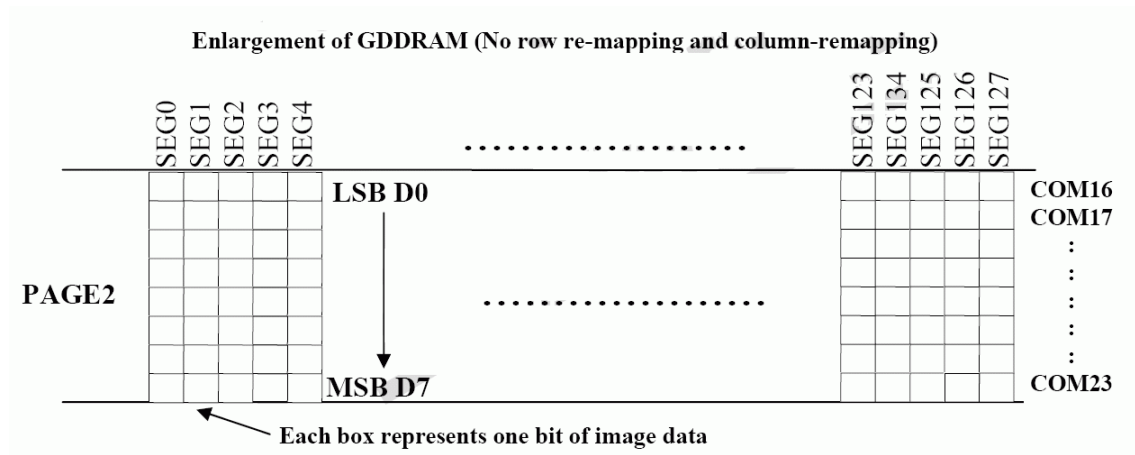 Enlargement of GDDRAM (No row re-mapping and column-remapping)
SEG0
SEG1
SEG2
SEG3
SEG4
....................
SEG123
SEG134
SEG125
SEG126
SEG127
LSB D0
COM16
COM17
:
:
PAGE2
....................
:
:
:
MSB D7
COM23
Each box represents one bit of image data